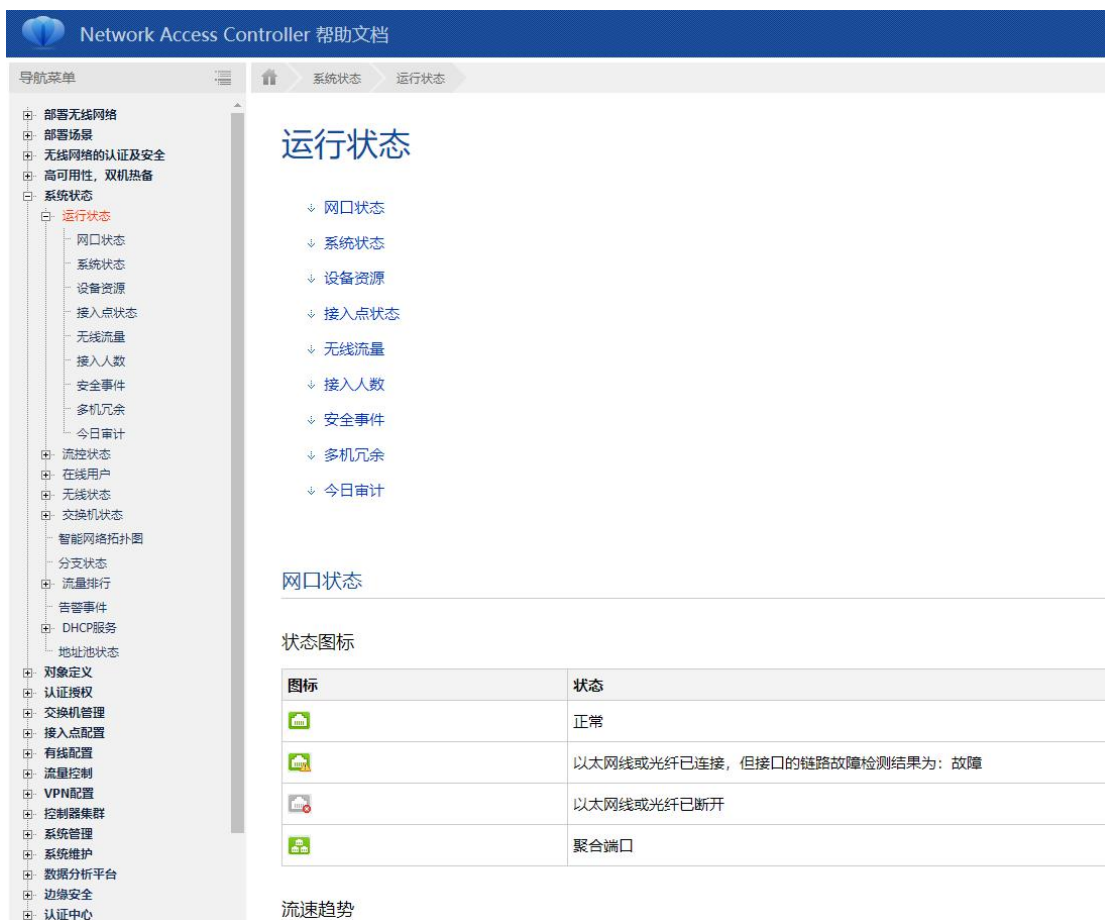 Network Access Controller 帮助文档
导航菜单
系统状态
运行状态
部署无线网络
部署场景
无线网络的认证及安全
高可用性，双机热备
系统状态
运行状态
网口状态
系统状态
设备资源
接入点状态
无线流量
接入人数
安全事件
多机冗余
今日审计
流控状态
在线用户
无线状态
交换机状态
智能网络拓扑图
分支状态
流量排行
告警事件
DHCP服务
地址池状态
对象定义
认证授权
交换机管理
接入点配置
有线配置
流量控制
VPN配置
控制器集群
系统管理
系统维护
数据分析平台
边缘安全
认证中心
运行状态
网口状态
系统状态
设备资源
接入点状态
无线流量
接入人数
安全事件
多机冗余
今日审计
网口状态
状态图标
图标 状态
正常
以太网线或光纤已连接，但接口的链路故障检测结果为：故障
以太网线或光纤已断开
聚合端口
流速趋势